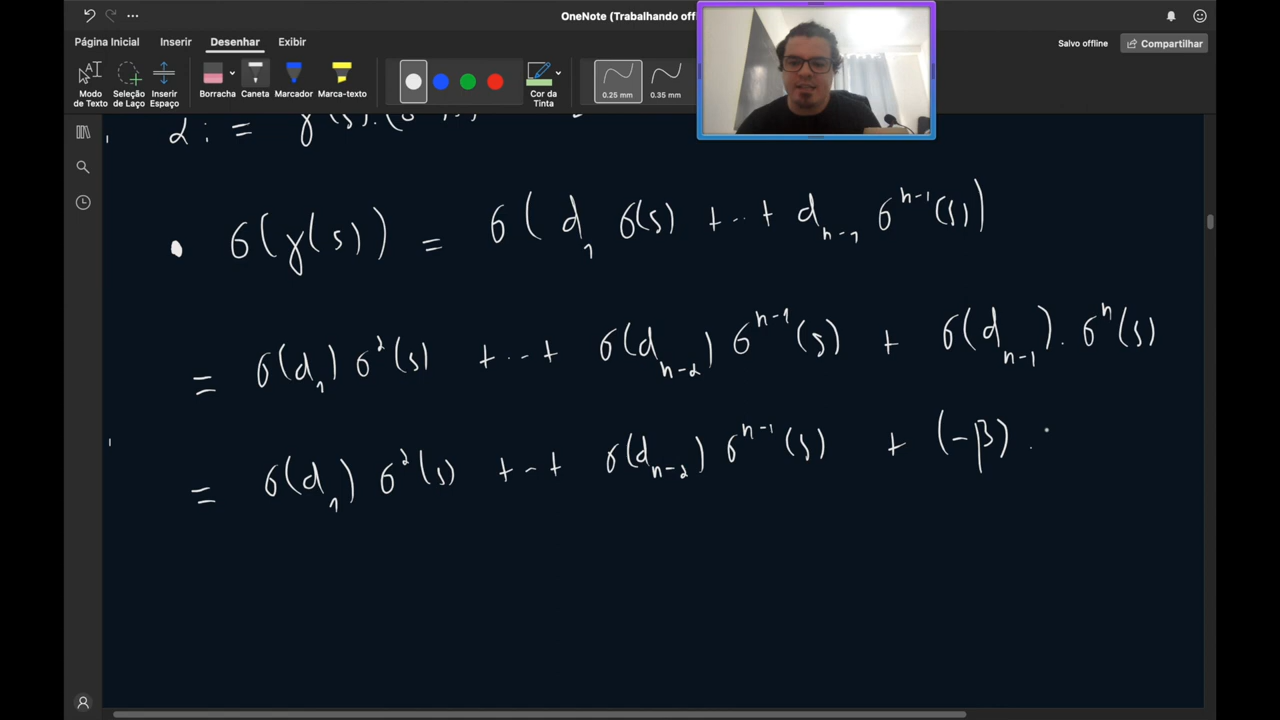 OneNote (Trabalhando off
Página Inicial Inserir Desenhar Exibir
Salvo offline Compartilhar
Modo de Texto
Seleção de Laço
Inserir Espaço
Borracha
Caneta
Marcador
Marca-texto
Cor da Tinta
0.25 mm
0.35 mm
σ(γ(s)) = σ(d₁ σ(s) + ... + dₙ₋₁ σⁿ⁻¹(s))
= σ(d₁) σ²(s) + ... + σ(dₙ₋₂) σⁿ⁻¹(s) + σ(dₙ₋₁) . σⁿ(s)
= σ(d₁) σ²(s) + ... + σ(dₙ₋₂) σⁿ⁻¹(s) + (-β) .